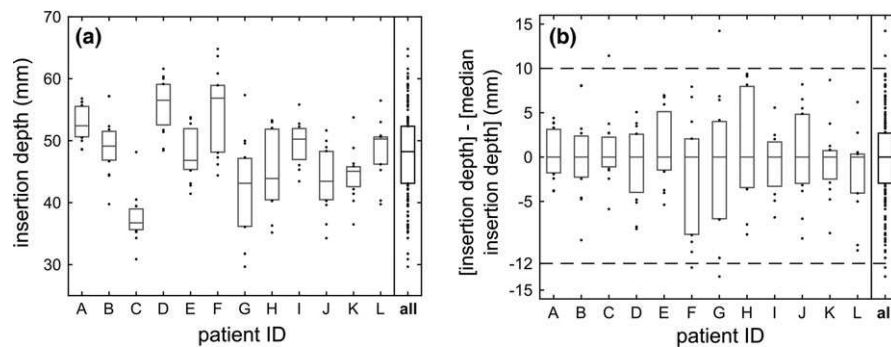 (a)
insertion depth (mm)
70
60
50
40
30
A B C D E F G H I J K L all
patient ID
(b)
[insertion depth] - [median
insertion depth] (mm)
15
10
5
0
-5
-12
-15
A B C D E F G H I J K L all
patient ID